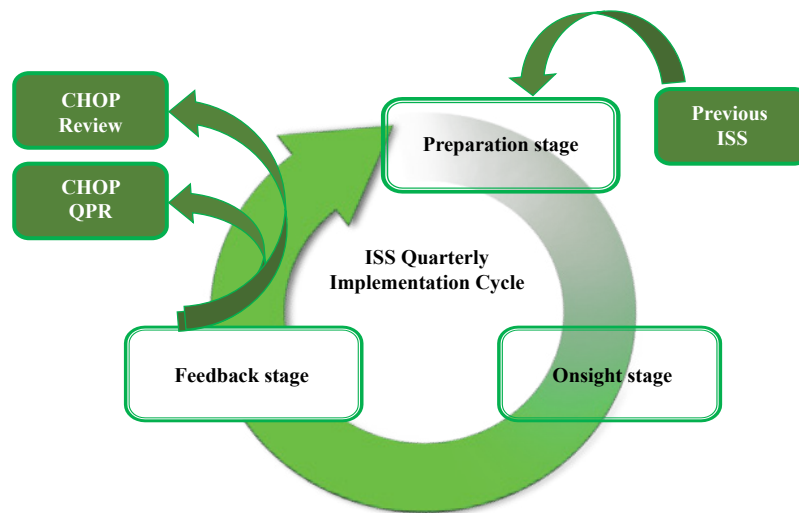 CHOP
Review
Previous
ISS
Preparation stage
CHOP
QPR
ISS Quarterly
Implementation Cycle
Feedback stage
Onsight stage